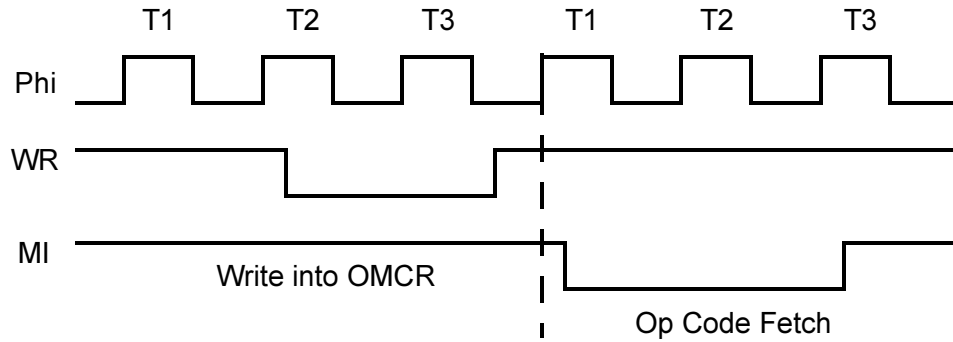 T1 T2 T3 T1 T2 T3
Phi
WR
MI
Write into OMCR
Op Code Fetch